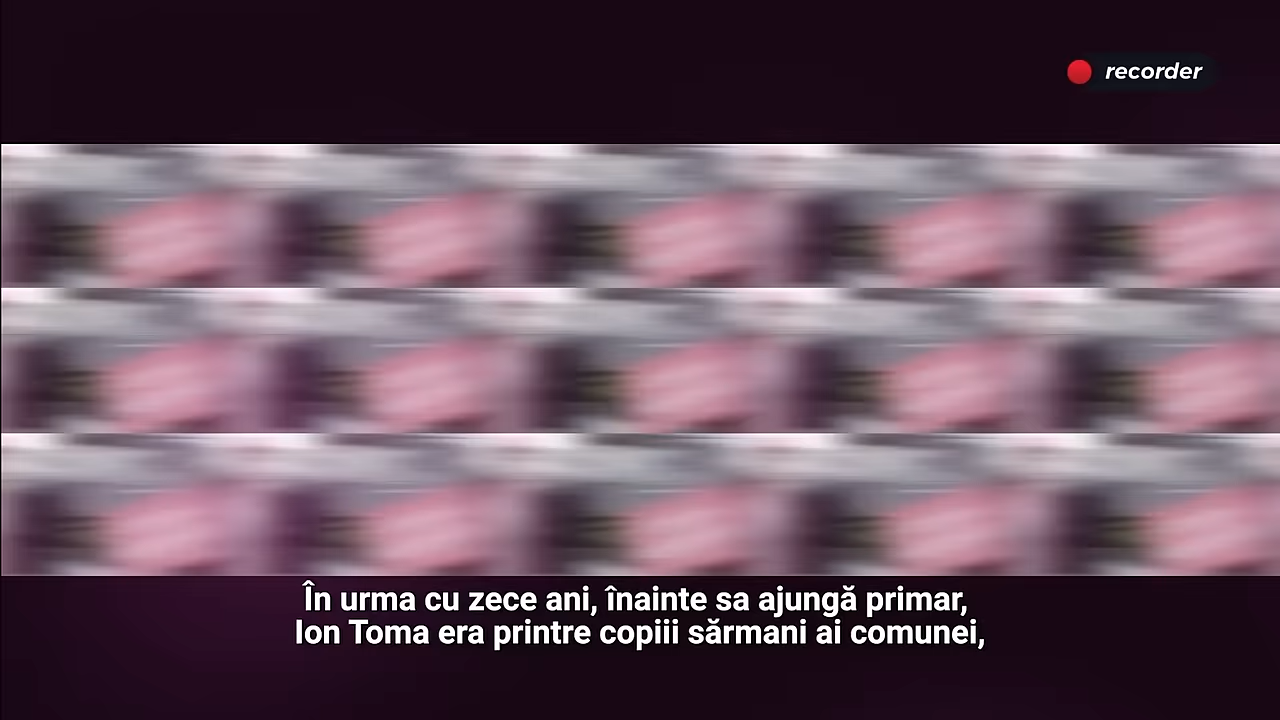 recorder
În urma cu zece ani, înainte sa ajungă primar,
Ion Toma era printre copiii sărmani ai comunei,